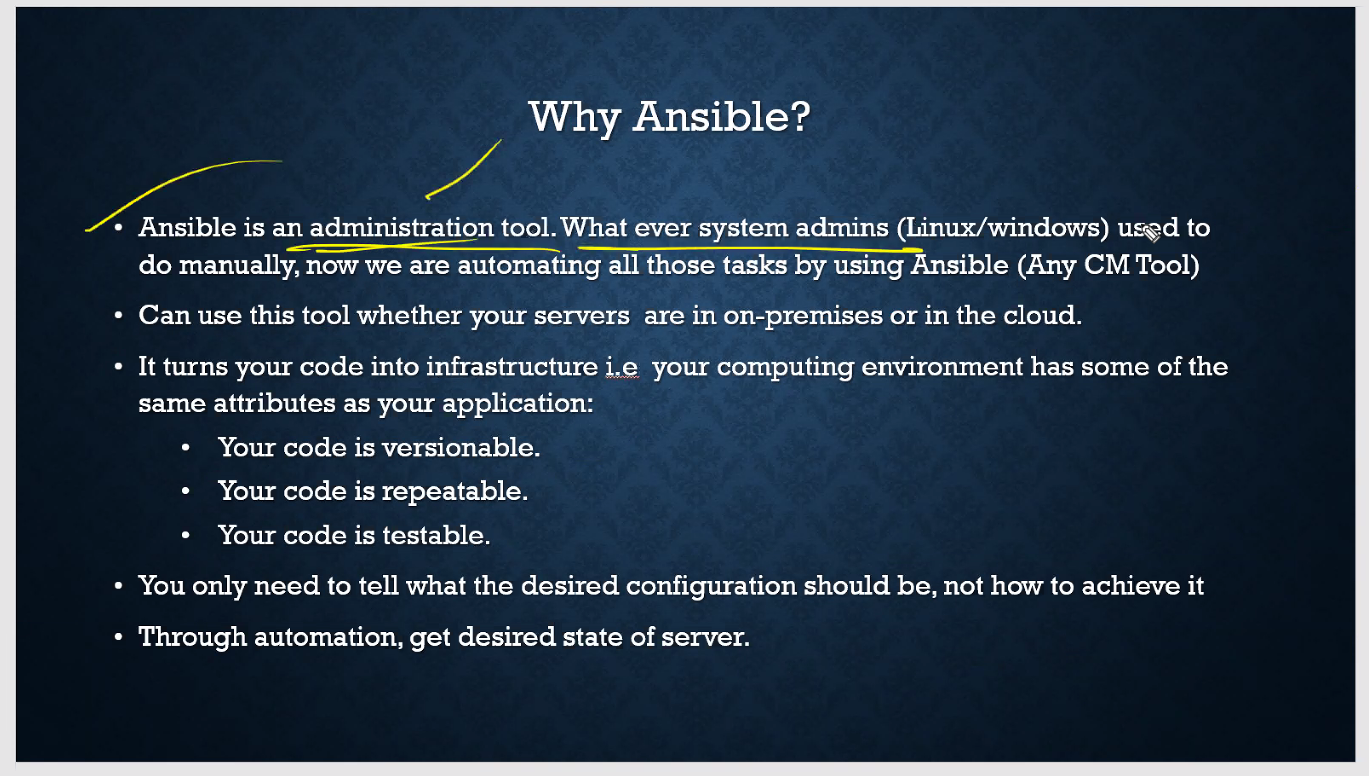 Why Ansible?
• Ansible is an administration tool. What ever system admins (Linux/windows) used to
do manually, now we are automating all those tasks by using Ansible (Any CM Tool)
• Can use this tool whether your servers are in on-premises or in the cloud.
• It turns your code into infrastructure i.e your computing environment has some of the
same attributes as your application:
• Your code is versionable.
• Your code is repeatable.
• Your code is testable.
• You only need to tell what the desired configuration should be, not how to achieve it
• Through automation, get desired state of server.